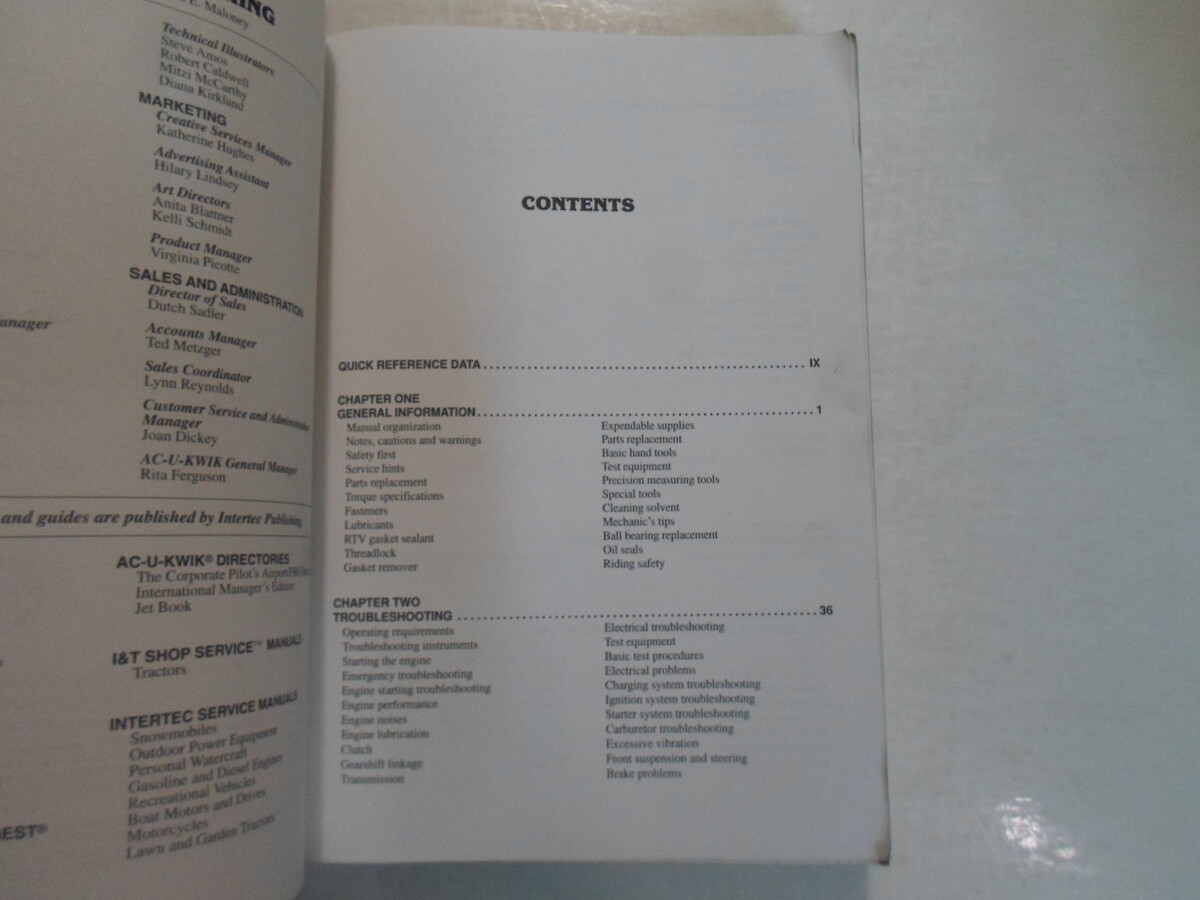 KING
E. Maloney
Technical Illustrators
Steve Amos
Robert Caldwell
Mitzi McCarthy
Diana Kirkland
MARKETING
Creative Services Manager
Katherine Hughes
Advertising Assistant
Hilary Lindsey
Art Directors
Anita Blattner
Kelli Schmidt
Product Manager
Virginia Picotte
SALES AND ADMINISTRATION
Director of Sales
Dutch Sadler
anager
Accounts Manager
Ted Metzger
Sales Coordinator
Lynn Reynolds
Customer Service and Administration
Manager
Joan Dickey
AC-U-KWIK General Manager
Rita Ferguson
and guides are published by Intertec Publishing.
AC-U-KWIK® DIRECTORIES
The Corporate Pilot's Airport/FBO
International Manager's Edition
Jet Book
I&T SHOP SERVICE™ MANUALS
Tractors
INTERTEC SERVICE MANUALS
Snowmobiles
Outdoor Power Equipment
Personal Watercraft
Gasoline and Diesel Engines
Recreational Vehicles
Boat Motors and Drives
Motorcycles
EST®
Lawn and Garden Tractors
CONTENTS
QUICK REFERENCE DATA ........ IX
CHAPTER ONE
GENERAL INFORMATION ........ 1
Manual organization
Notes, cautions and warnings
Safety first
Service hints
Parts replacement
Torque specifications
Fasteners
Lubricants
RTV gasket sealant
Threadlock
Gasket remover
Expendable supplies
Parts replacement
Basic hand tools
Test equipment
Precision measuring tools
Special tools
Cleaning solvent
Mechanic's tips
Ball bearing replacement
Oil seals
Riding safety
CHAPTER TWO
TROUBLESHOOTING ........ 36
Operating requirements
Troubleshooting instruments
Starting the engine
Emergency troubleshooting
Engine starting troubleshooting
Engine performance
Engine noises
Engine lubrication
Clutch
Gearshift linkage
Transmission
Electrical troubleshooting
Test equipment
Basic test procedures
Electrical problems
Charging system troubleshooting
Ignition system troubleshooting
Starter system troubleshooting
Carburetor troubleshooting
Excessive vibration
Front suspension and steering
Brake problems